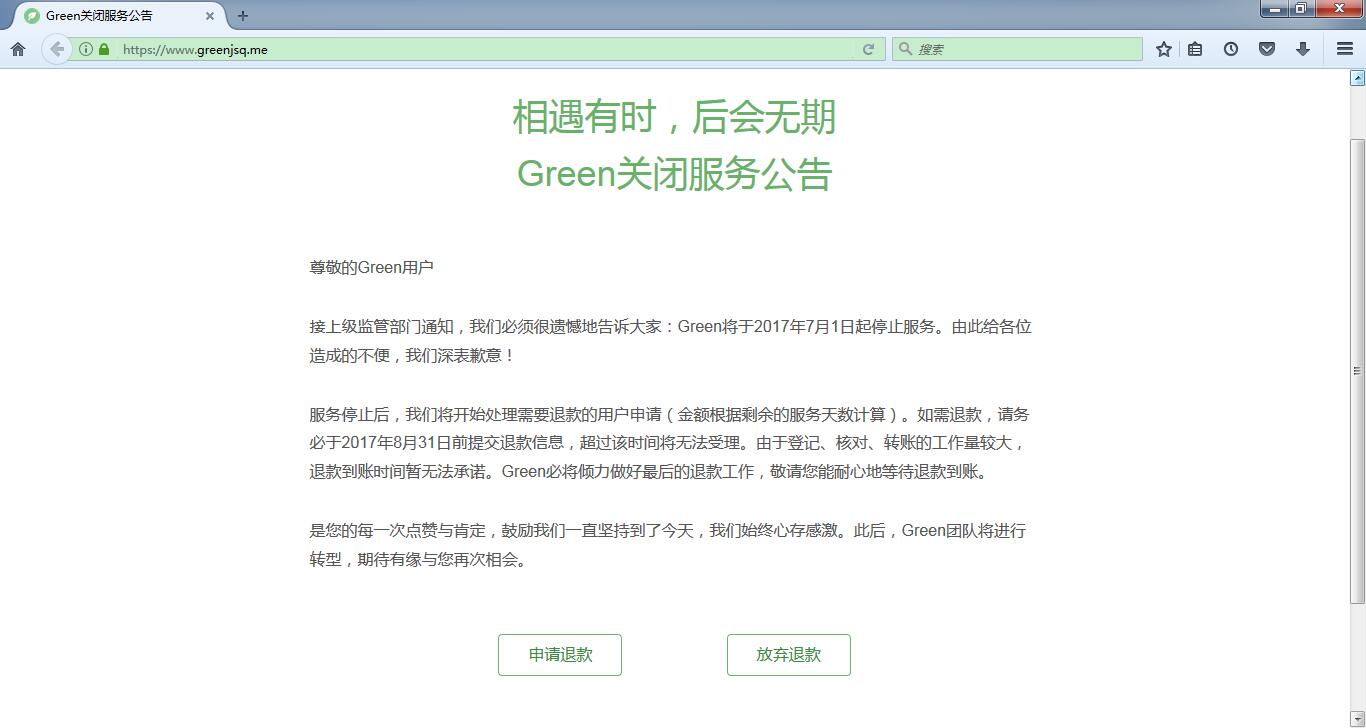 Green关闭服务公告
https://www.greenjsq.me
搜索
相遇有时，后会无期
Green关闭服务公告
尊敬的Green用户
接上级监管部门通知，我们必须很遗憾地告诉大家：Green将于2017年7月1日起停止服务。由此给各位
造成的不便，我们深表歉意！
服务停止后，我们将开始处理需要退款的用户申请（金额根据剩余的服务天数计算）。如需退款，请务
必于2017年8月31日前提交退款信息，超过该时间将无法受理。由于登记、核对、转账的工作量较大，
退款到账时间暂无法承诺。Green必将倾力做好最后的退款工作，敬请您能耐心地等待退款到账。
是您的每一次点赞与肯定，鼓励我们一直坚持到了今天，我们始终心存感激。此后，Green团队将进行
转型，期待有缘与您再次相会。
申请退款
放弃退款